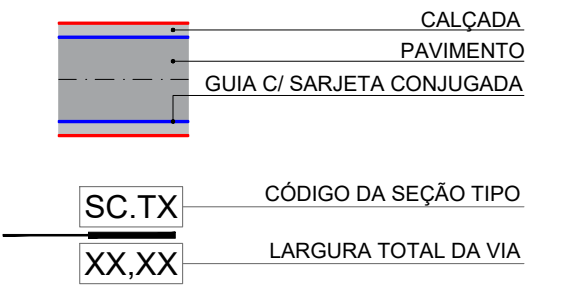 CALÇADA
PAVIMENTO
GUIA C/ SARJETA CONJUGADA
SC.TX
CÓDIGO DA SEÇÃO TIPO
XX,XX
LARGURA TOTAL DA VIA